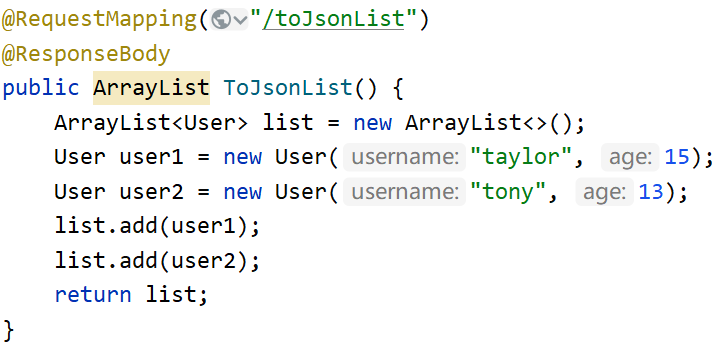 @RequestMapping("/toJsonList")
@ResponseBody
public ArrayList ToJsonList() {
    ArrayList<User> list = new ArrayList<>();
    User user1 = new User( username: "taylor", age: 15);
    User user2 = new User( username: "tony", age: 13);
    list.add(user1);
    list.add(user2);
    return list;
}